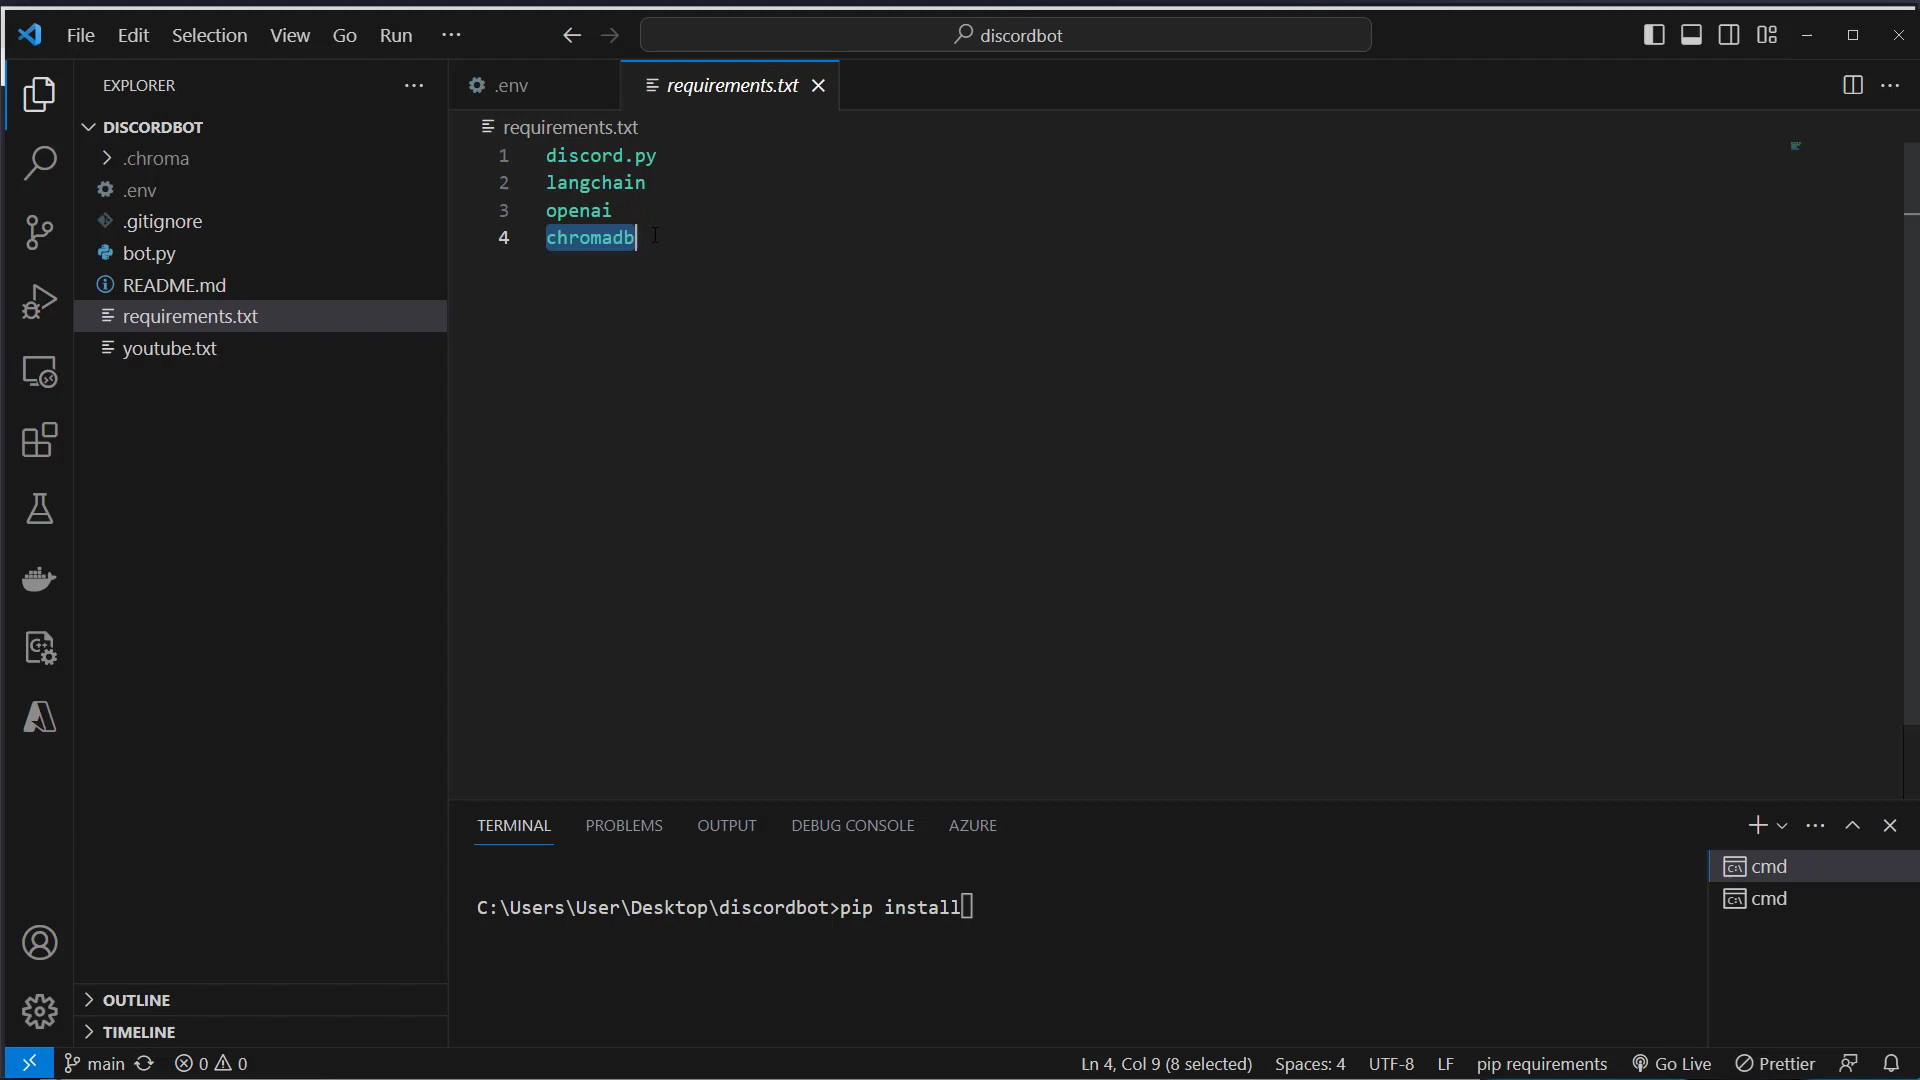 File Edit Selection View Go Run ···
discordbot
EXPLORER ···
DISCORDBOT
.chroma
.env
.gitignore
bot.py
README.md
requirements.txt
youtube.txt
OUTLINE
TIMELINE
.env requirements.txt ···
requirements.txt
1 discord.py
2 langchain
3 openai
4 chromadb
TERMINAL PROBLEMS OUTPUT DEBUG CONSOLE AZURE ···
C:\Users\User\Desktop\discordbot>pip install
cmd
cmd
main 0 0 Ln 4, Col 9 (8 selected) Spaces: 4 UTF-8 LF pip requirements Go Live Prettier